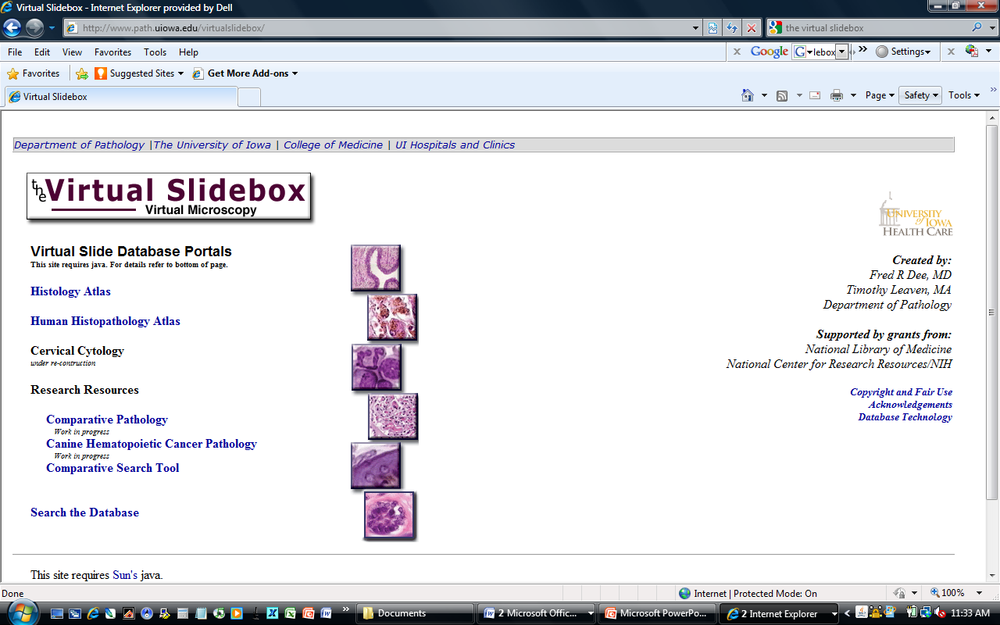 Virtual Slidebox - Internet Explorer provided by Dell
http://www.path.uiowa.edu/virtualslidebox/
the virtual slidebox
File Edit View Favorites Tools Help
Google lebox Settings
Favorites Suggested Sites Get More Add-ons
Virtual Slidebox
Page Safety Tools
Department of Pathology |The University of Iowa | College of Medicine | UI Hospitals and Clinics
the Virtual Slidebox
Virtual Microscopy
UNIVERSITY
of IOWA
HEALTH CARE
Virtual Slide Database Portals
This site requires java. For details refer to bottom of page.
Histology Atlas
Human Histopathology Atlas
Cervical Cytology
under re-contruction
Research Resources
Comparative Pathology
Work in progress
Canine Hematopoietic Cancer Pathology
Work in progress
Comparative Search Tool
Search the Database
Created by:
Fred R Dee, MD
Timothy Leaven, MA
Department of Pathology
Supported by grants from:
National Library of Medicine
National Center for Research Resources/NIH
Copyright and Fair Use
Acknowledgements
Database Technology
This site requires Sun's java.
Done Internet | Protected Mode: On 100%
Documents 2 Microsoft Offic... Microsoft PowerPo... 2 Internet Explorer 11:33 AM